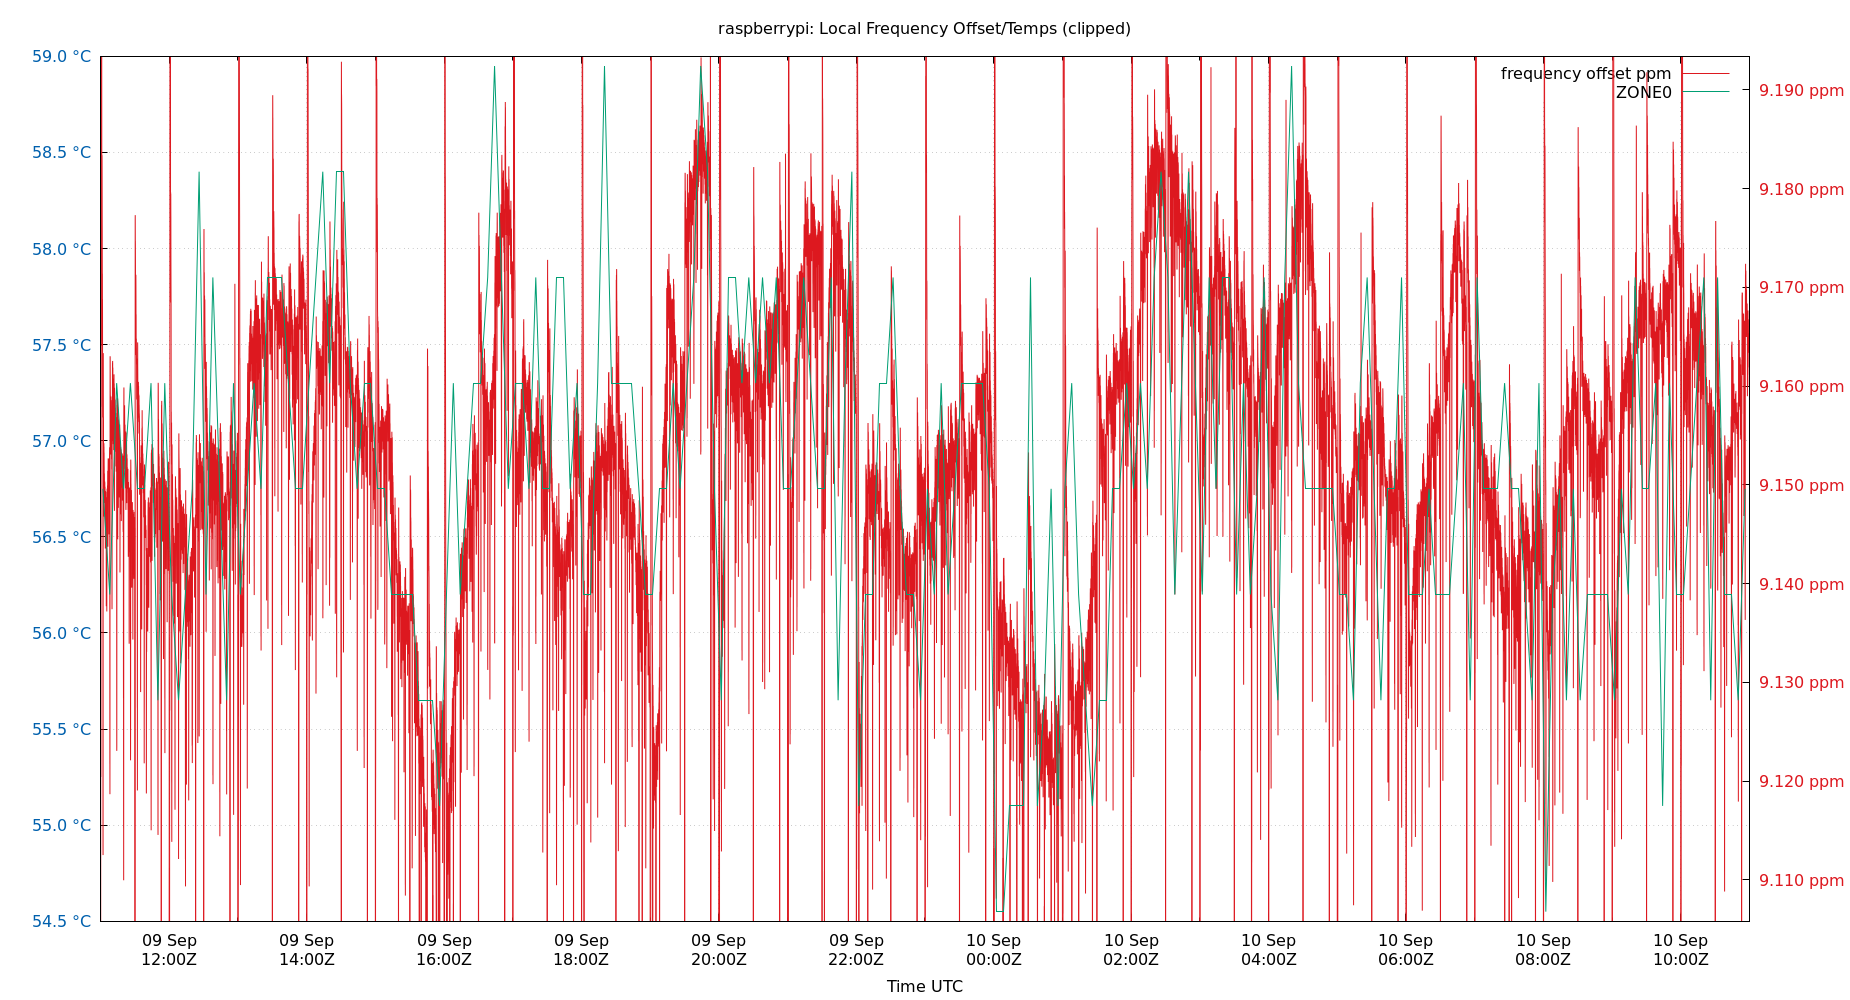 raspberrypi: Local Frequency Offset/Temps (clipped)
59.0 °C
58.5 °C
58.0 °C
57.5 °C
57.0 °C
56.5 °C
56.0 °C
55.5 °C
55.0 °C
54.5 °C
frequency offset ppm
ZONE0
9.190 ppm
9.180 ppm
9.170 ppm
9.160 ppm
9.150 ppm
9.140 ppm
9.130 ppm
9.120 ppm
9.110 ppm
09 Sep 09 Sep 09 Sep 09 Sep 09 Sep 09 Sep 10 Sep 10 Sep 10 Sep 10 Sep 10 Sep 10 Sep
12:00Z 14:00Z 16:00Z 18:00Z 20:00Z 22:00Z 00:00Z 02:00Z 04:00Z 06:00Z 08:00Z 10:00Z
Time UTC